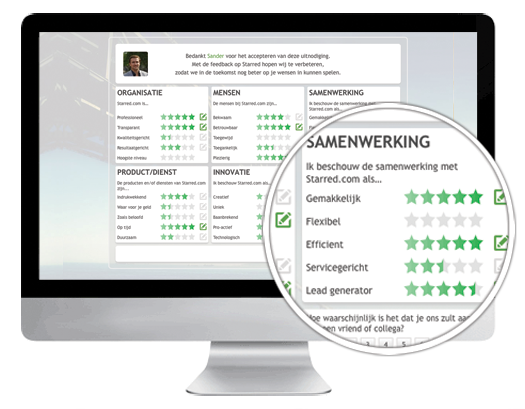 Bedankt Sander voor het accepteren van deze uitnodiging.
Met de feedback op Starred hopen wij te verbeteren,
zodat we in de toekomst nog beter op je wensen in kunnen spelen.
ORGANISATIE
Starred.com is...
Professioneel
Transparant
Kwaliteitsgericht
Resultaatgericht
Hoogste niveau
MENSEN
De mensen bij Starred.com zijn...
Bekwaam
Betrouwbaar
Toegewijd
Toegankelijk
Plezierig
SAMENWERKING
Ik beschouw de samenwerking met
Starred.com als...
PRODUCT/DIENST
De producten en/of diensten van Starred.com
zijn...
Indrukwekkend
Waar voor je geld
Zoals beloofd
Op tijd
Duurzaam
INNOVATIE
Ik beschouw Starred.com als...
Creatief
Uniek
Baanbrekend
Pro-actief
Technologisch
SAMENWERKING
Ik beschouw de samenwerking met
Starred.com als...
Gemakkelijk
Flexibel
Efficient
Servicegericht
Lead generator
Hoe waarschijnlijk is het dat je ons zult aan
een vriend of collega?
3 4 5